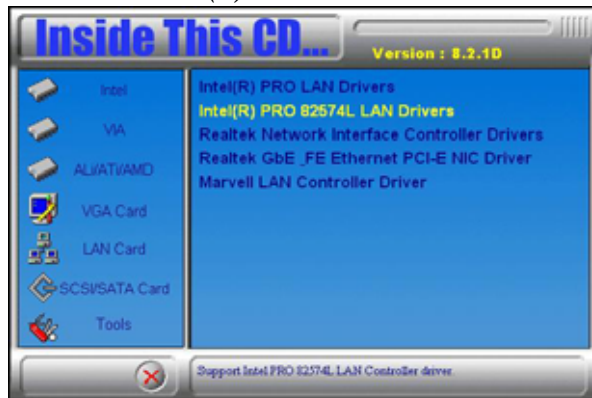 Inside This CD...
Version : 8.2.1D
Intel
VIA
ALi/ATI/AMD
VGA Card
LAN Card
SCSI/SATA Card
Tools
Intel(R) PRO LAN Drivers
Intel(R) PRO 82574L LAN Drivers
Realtek Network Interface Controller Drivers
Realtek GbE _FE Ethernet PCI-E NIC Driver
Marvell LAN Controller Driver
Support Intel PRO 82574L LAN Controller driver.